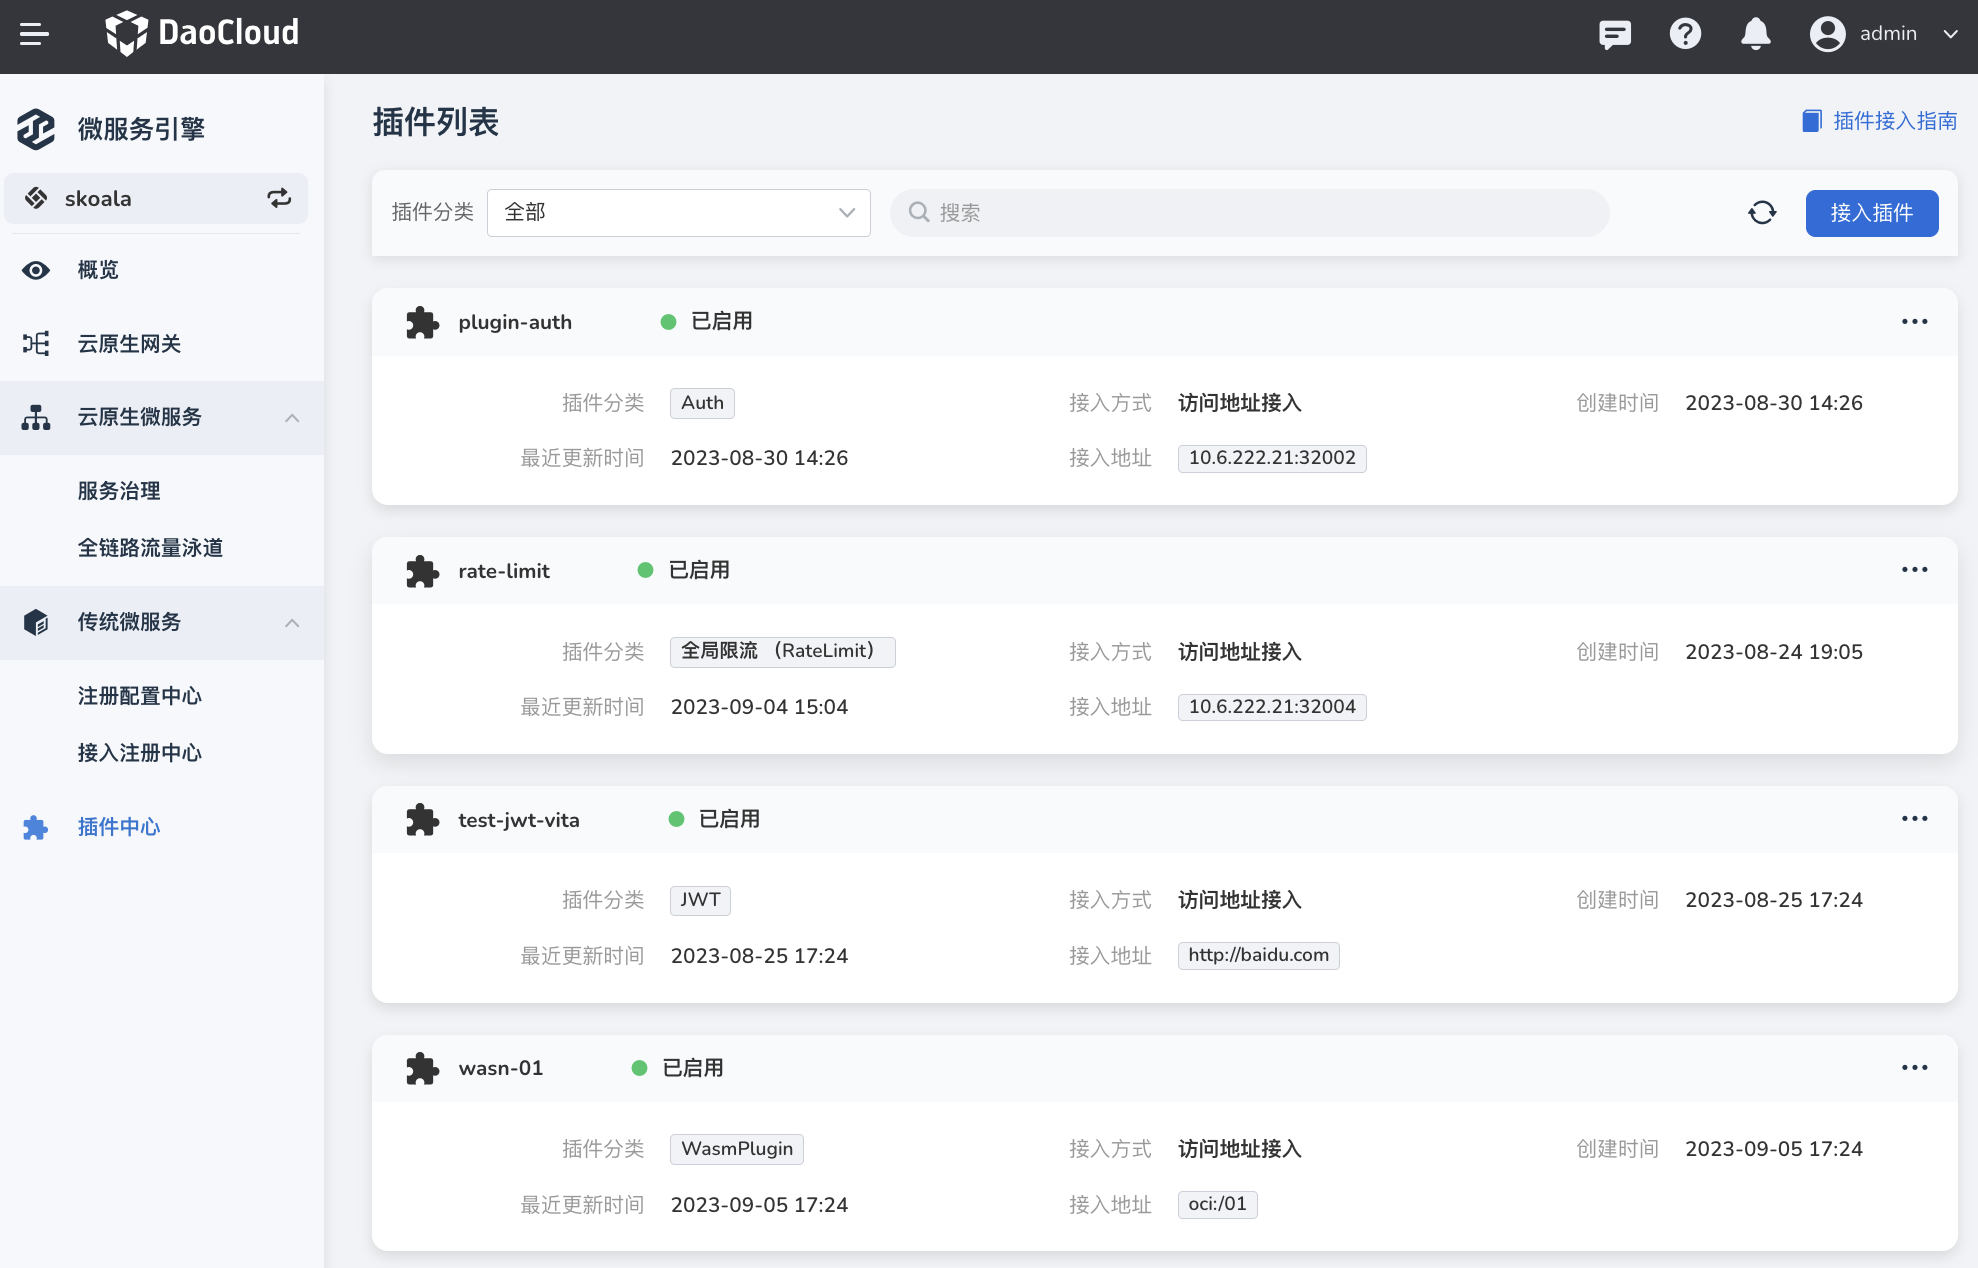 DaoCloud
admin
微服务引擎
skoala
概览
云原生网关
云原生微服务
服务治理
全链路流量泳道
传统微服务
注册配置中心
接入注册中心
插件中心
插件列表
插件接入指南
插件分类 全部 搜索 接入插件
plugin-auth 已启用
插件分类 Auth 接入方式 访问地址接入 创建时间 2023-08-30 14:26
最近更新时间 2023-08-30 14:26 接入地址 10.6.222.21:32002
rate-limit 已启用
插件分类 全局限流 （RateLimit） 接入方式 访问地址接入 创建时间 2023-08-24 19:05
最近更新时间 2023-09-04 15:04 接入地址 10.6.222.21:32004
test-jwt-vita 已启用
插件分类 JWT 接入方式 访问地址接入 创建时间 2023-08-25 17:24
最近更新时间 2023-08-25 17:24 接入地址 http://baidu.com
wasn-01 已启用
插件分类 WasmPlugin 接入方式 访问地址接入 创建时间 2023-09-05 17:24
最近更新时间 2023-09-05 17:24 接入地址 oci:/01